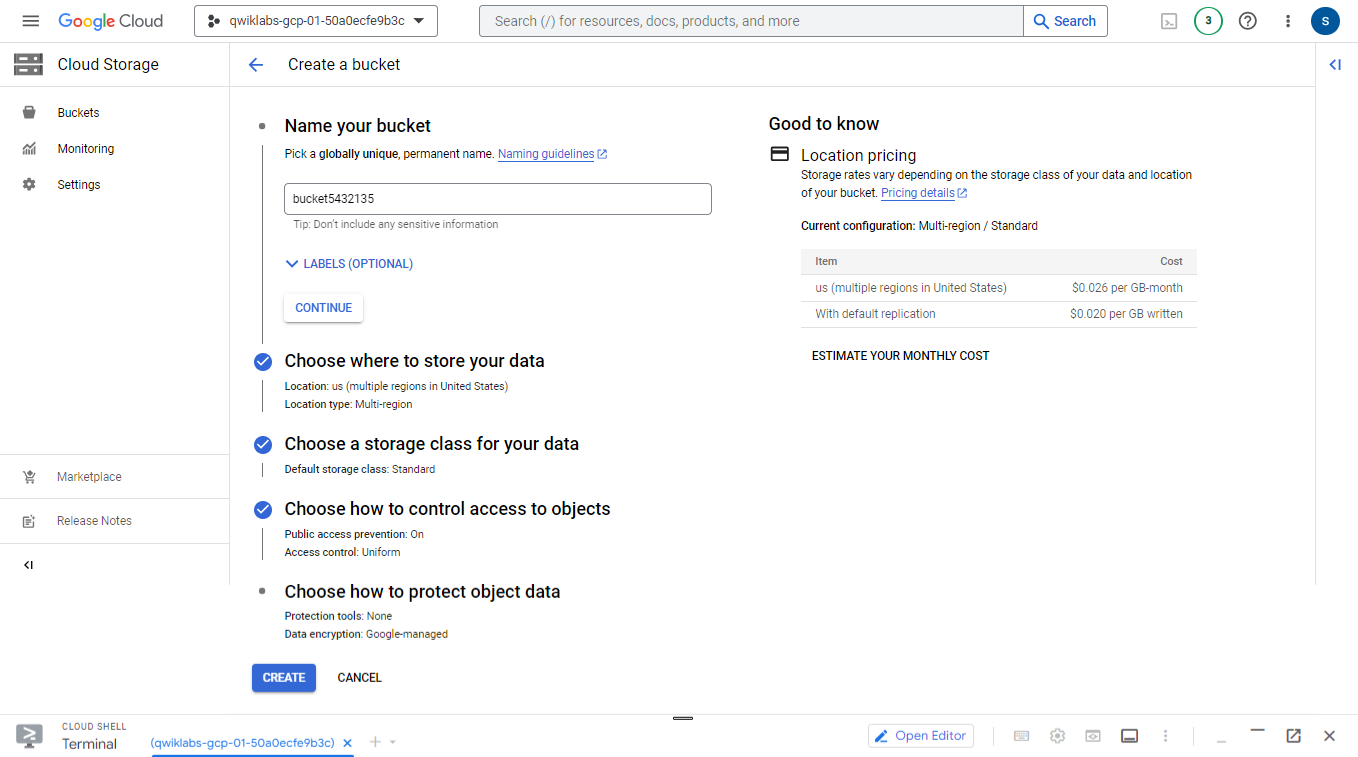 Google Cloud
qwiklabs-gcp-01-50a0ecfe9b3c
Search (/) for resources, docs, products, and more
Search
3
S
Cloud Storage
Create a bucket
Buckets
Monitoring
Settings
Marketplace
Release Notes
Name your bucket
Pick a globally unique, permanent name. Naming guidelines
bucket5432135
Tip: Don't include any sensitive information
LABELS (OPTIONAL)
CONTINUE
Choose where to store your data
Location: us (multiple regions in United States)
Location type: Multi-region
Choose a storage class for your data
Default storage class: Standard
Choose how to control access to objects
Public access prevention: On
Access control: Uniform
Choose how to protect object data
Protection tools: None
Data encryption: Google-managed
CREATE CANCEL
Good to know
Location pricing
Storage rates vary depending on the storage class of your data and location
of your bucket. Pricing details
Current configuration: Multi-region / Standard
Item Cost
us (multiple regions in United States) $0.026 per GB-month
With default replication $0.020 per GB written
ESTIMATE YOUR MONTHLY COST
CLOUD SHELL
Terminal
(qwiklabs-gcp-01-50a0ecfe9b3c)
Open Editor